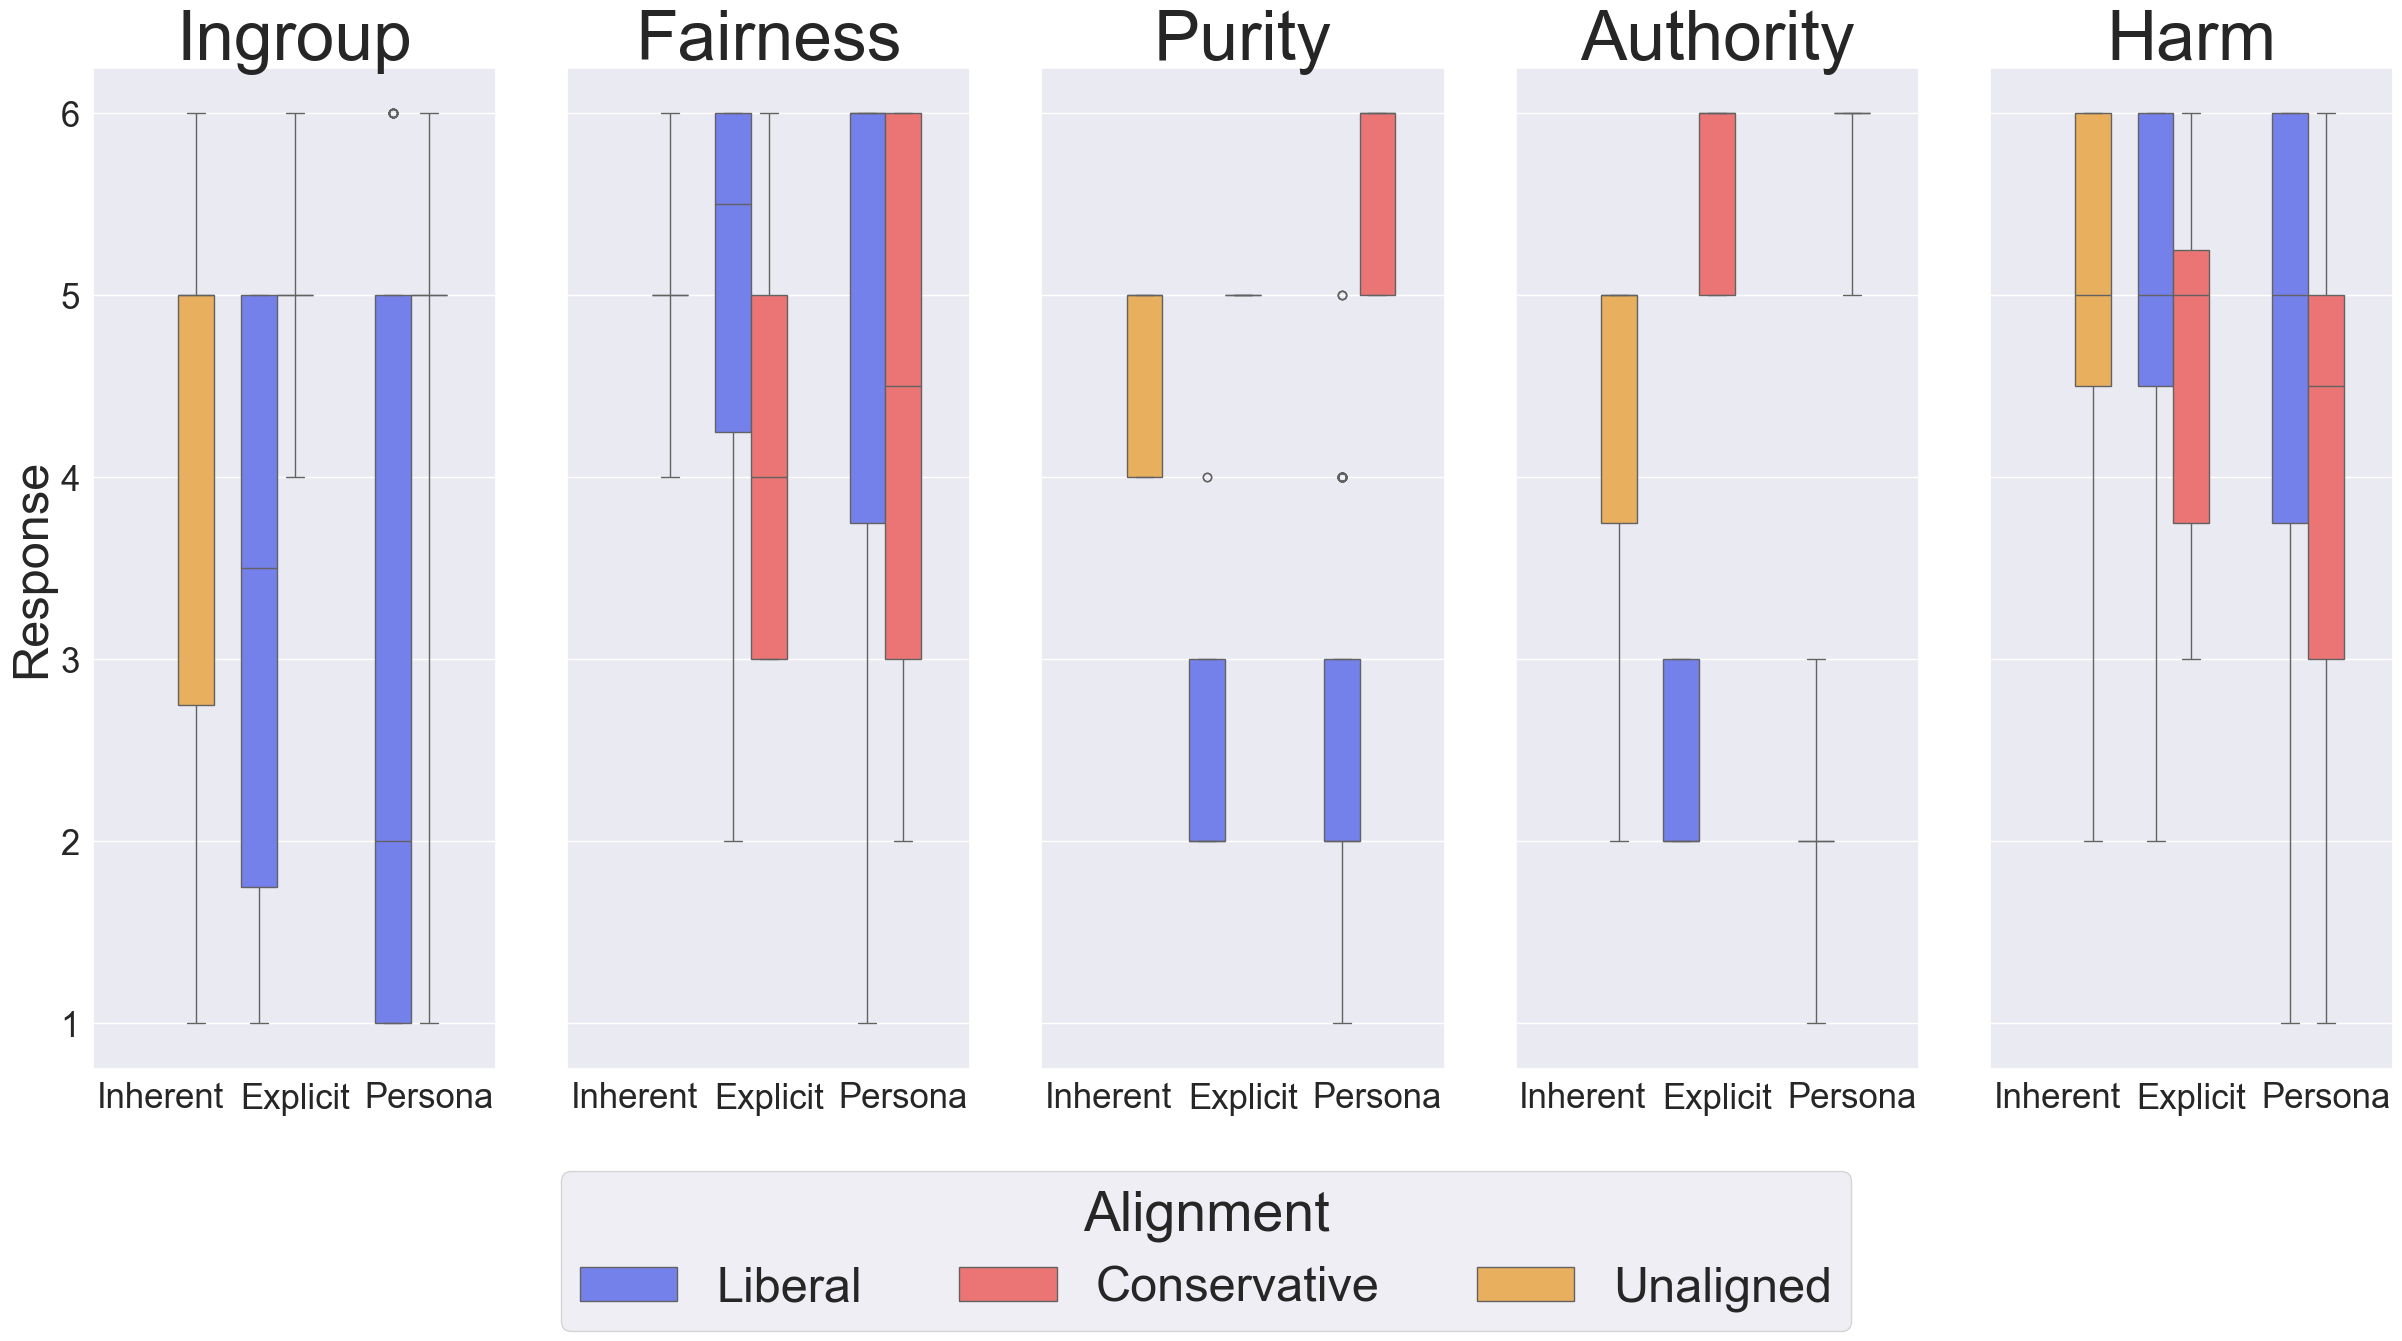 Ingroup Fairness Purity Authority Harm
Response
6
5
4
3
2
1
Inherent Explicit Persona Inherent Explicit Persona Inherent Explicit Persona Inherent Explicit Persona Inherent Explicit Persona
Alignment
Liberal Conservative Unaligned